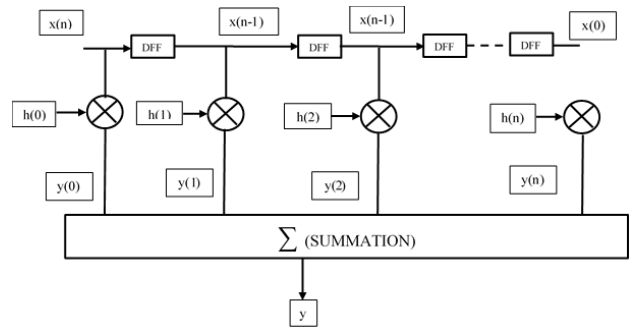 x(n)
x(n-1)
x(n-1)
x(0)
DFF
DFF
DFF
DFF
h(0)
h(1)
h(2)
h(n)
y(0)
y(1)
y(2)
y(n)
∑ (SUMMATION)
y